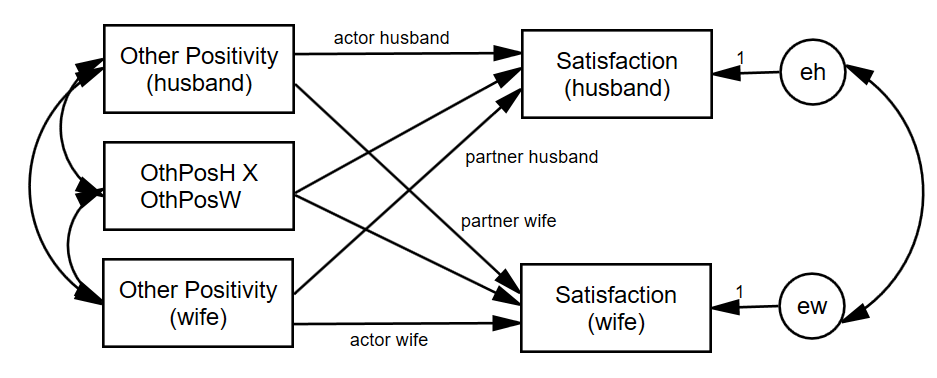 Other Positivity
(husband)
actor husband
Satisfaction
(husband)
1
eh
OthPosH X
OthPosW
partner husband
partner wife
Other Positivity
(wife)
actor wife
Satisfaction
(wife)
1
ew